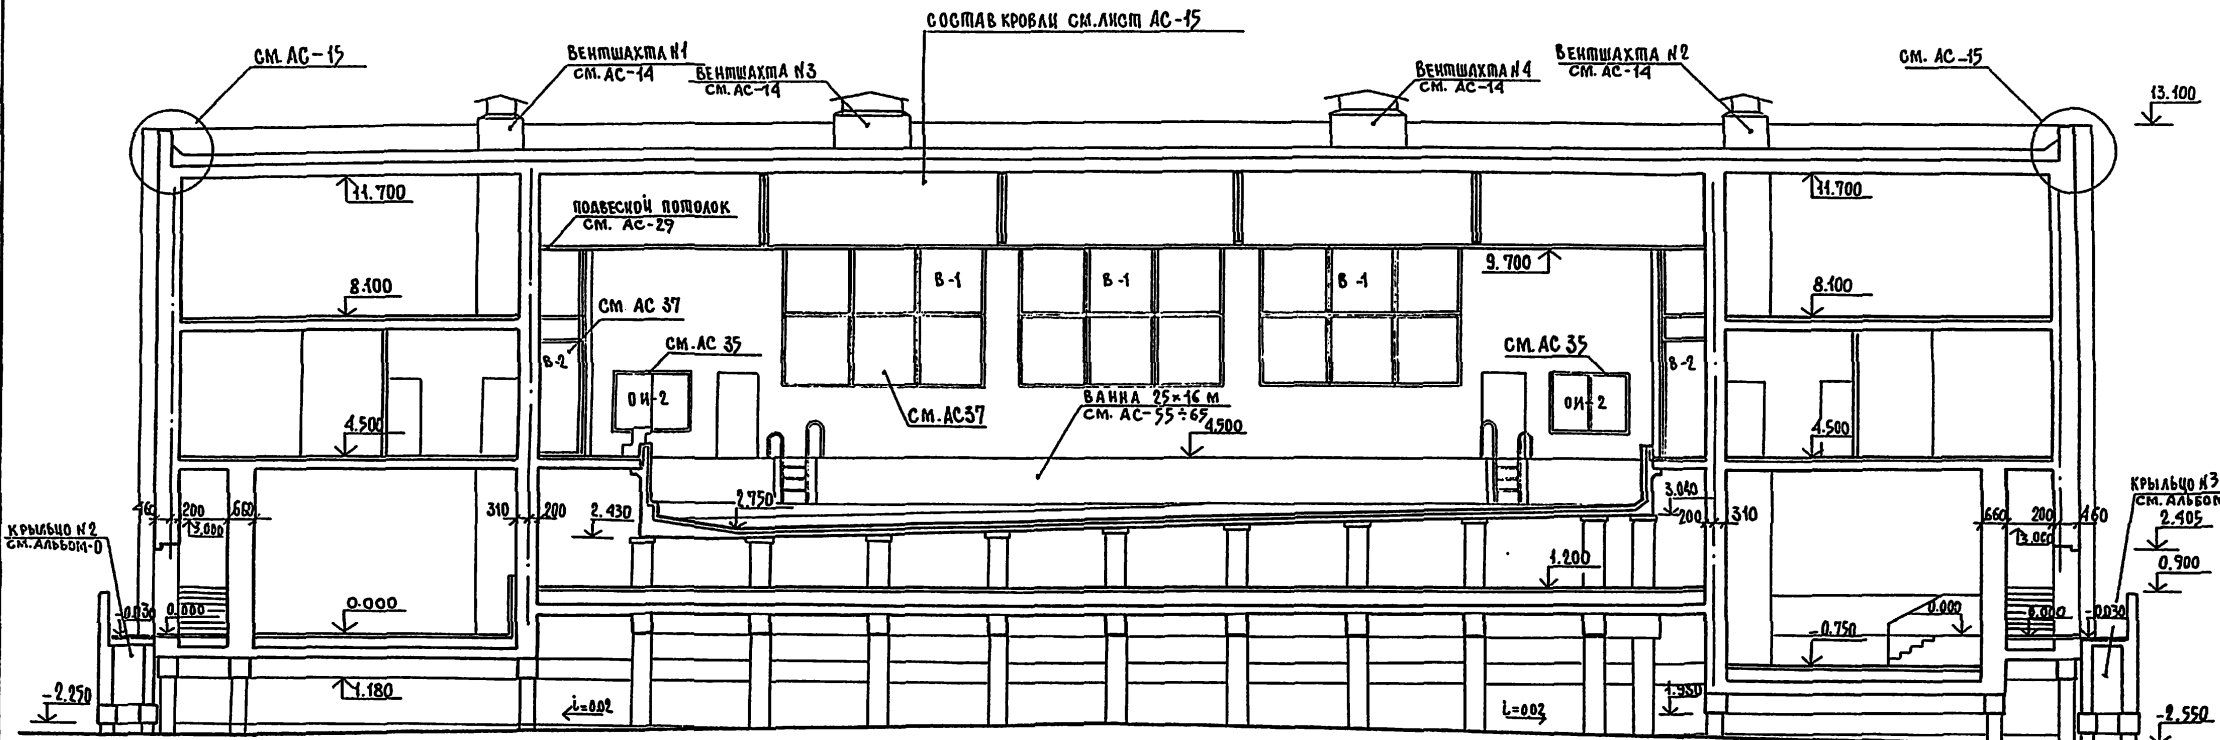 СОСТАВ КРОВЛИ СМ.ЛИСТ АС-15
СМ. АС-15
ВЕНТШАХТА N1
СМ. АС-14
ВЕНТШАХТА N3
СМ. АС-14
ВЕНТШАХТА N4
СМ. АС-14
ВЕНТШАХТА N2
СМ. АС-14
СМ. АС-15
13.100
11.700
11.700
ПОДВЕСНОЙ ПОТОЛОК
СМ. АС-29
9.700
В-1
В-1
В-1
8.100
8.100
СМ. АС 37
СМ. АС 35
СМ. АС 35
В-2
В-2
ОИ-2
ОИ-2
СМ. АС37
ВАННА 25×16 М
СМ. АС-55÷65
4.500
4.500
4.500
2.750
3.040
460
200
660
310
200
2.430
200
310
660
200
460
3.000
КРЫЛЬЦО N2
СМ. АЛЬБОМ-0
КРЫЛЬЦО N3
СМ. АЛЬБОМ
2.405
0.900
1.200
-0.030
0.000
0.000
0.000
0.000
-0.030
-0.750
-2.250
1.180
i=0.02
i=0.02
-2.550